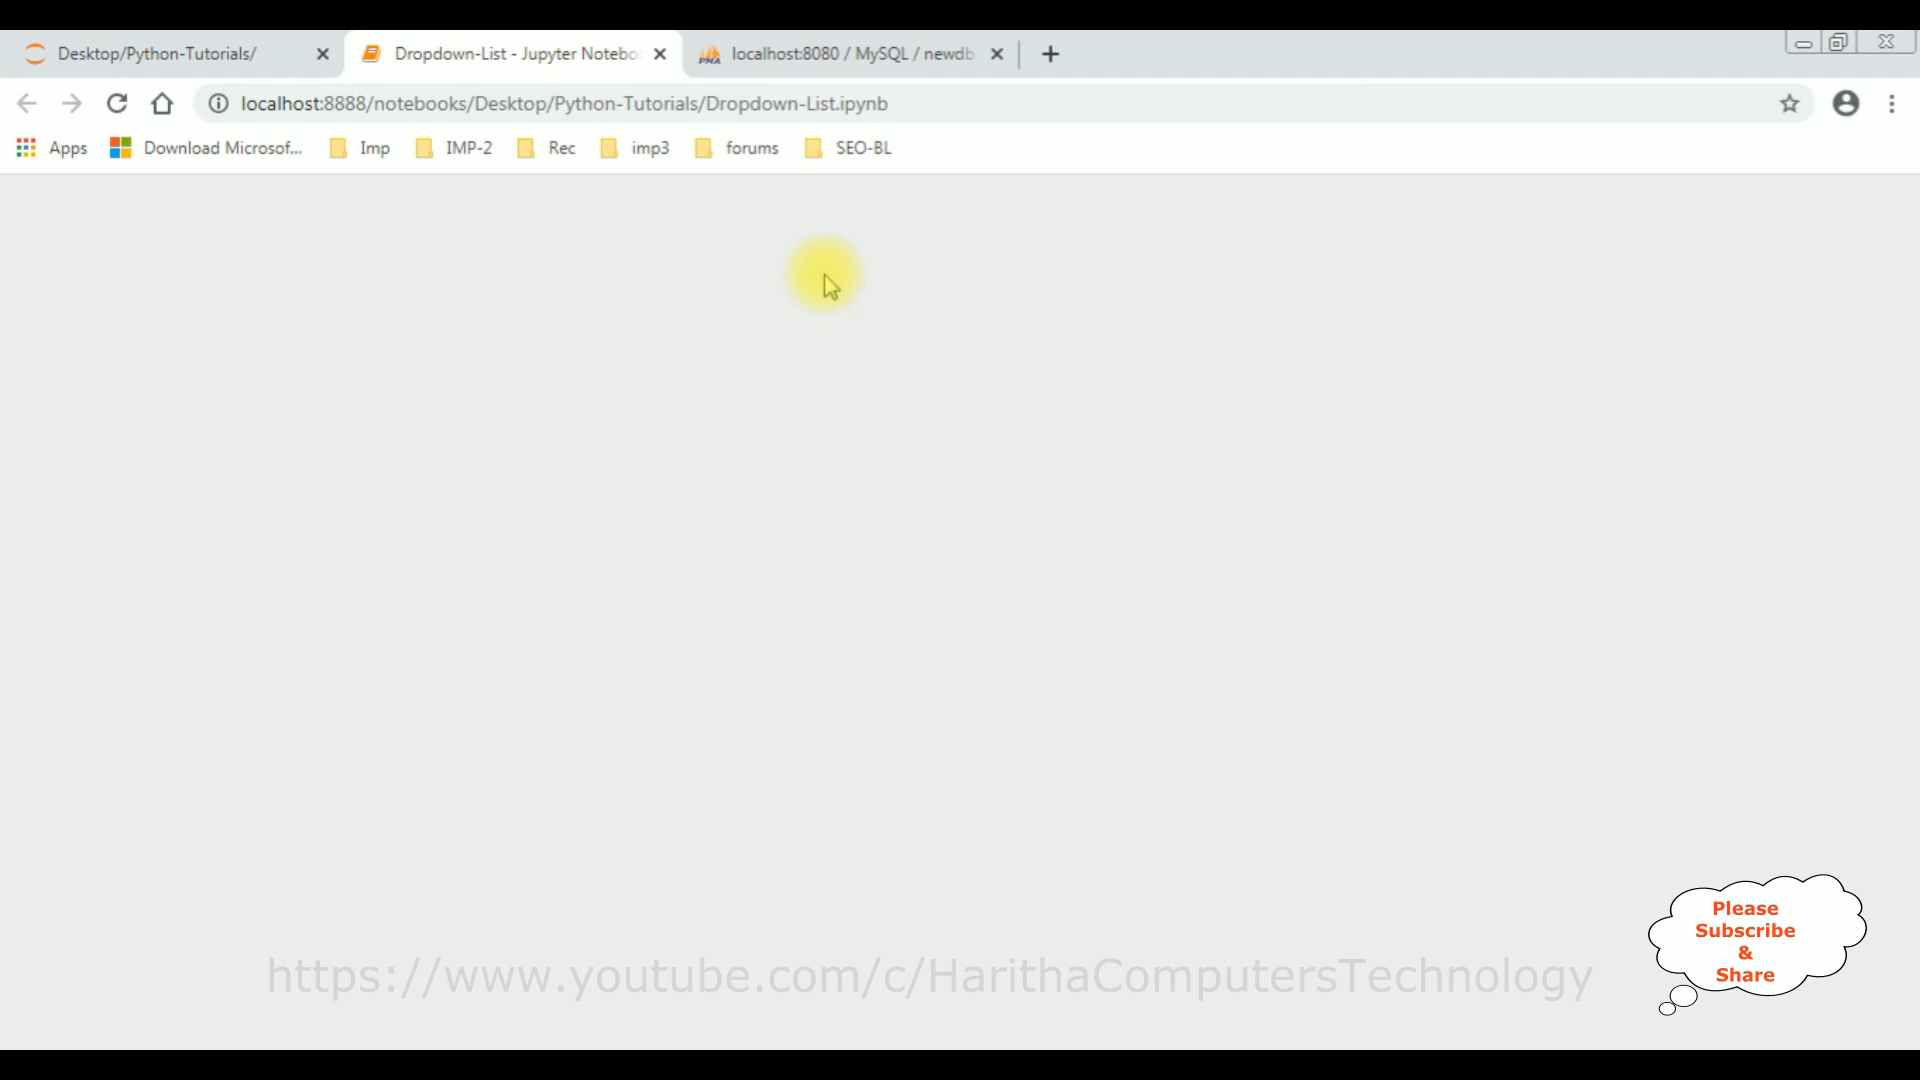 Desktop/Python-Tutorials/
Dropdown-List - Jupyter Notebo
localhost:8080 / MySQL / newdb
localhost:8888/notebooks/Desktop/Python-Tutorials/Dropdown-List.ipynb
Apps
Download Microsof...
Imp
IMP-2
Rec
imp3
forums
SEO-BL
Please
Subscribe
&
Share
https://www.youtube.com/c/HarithaComputersTechnology